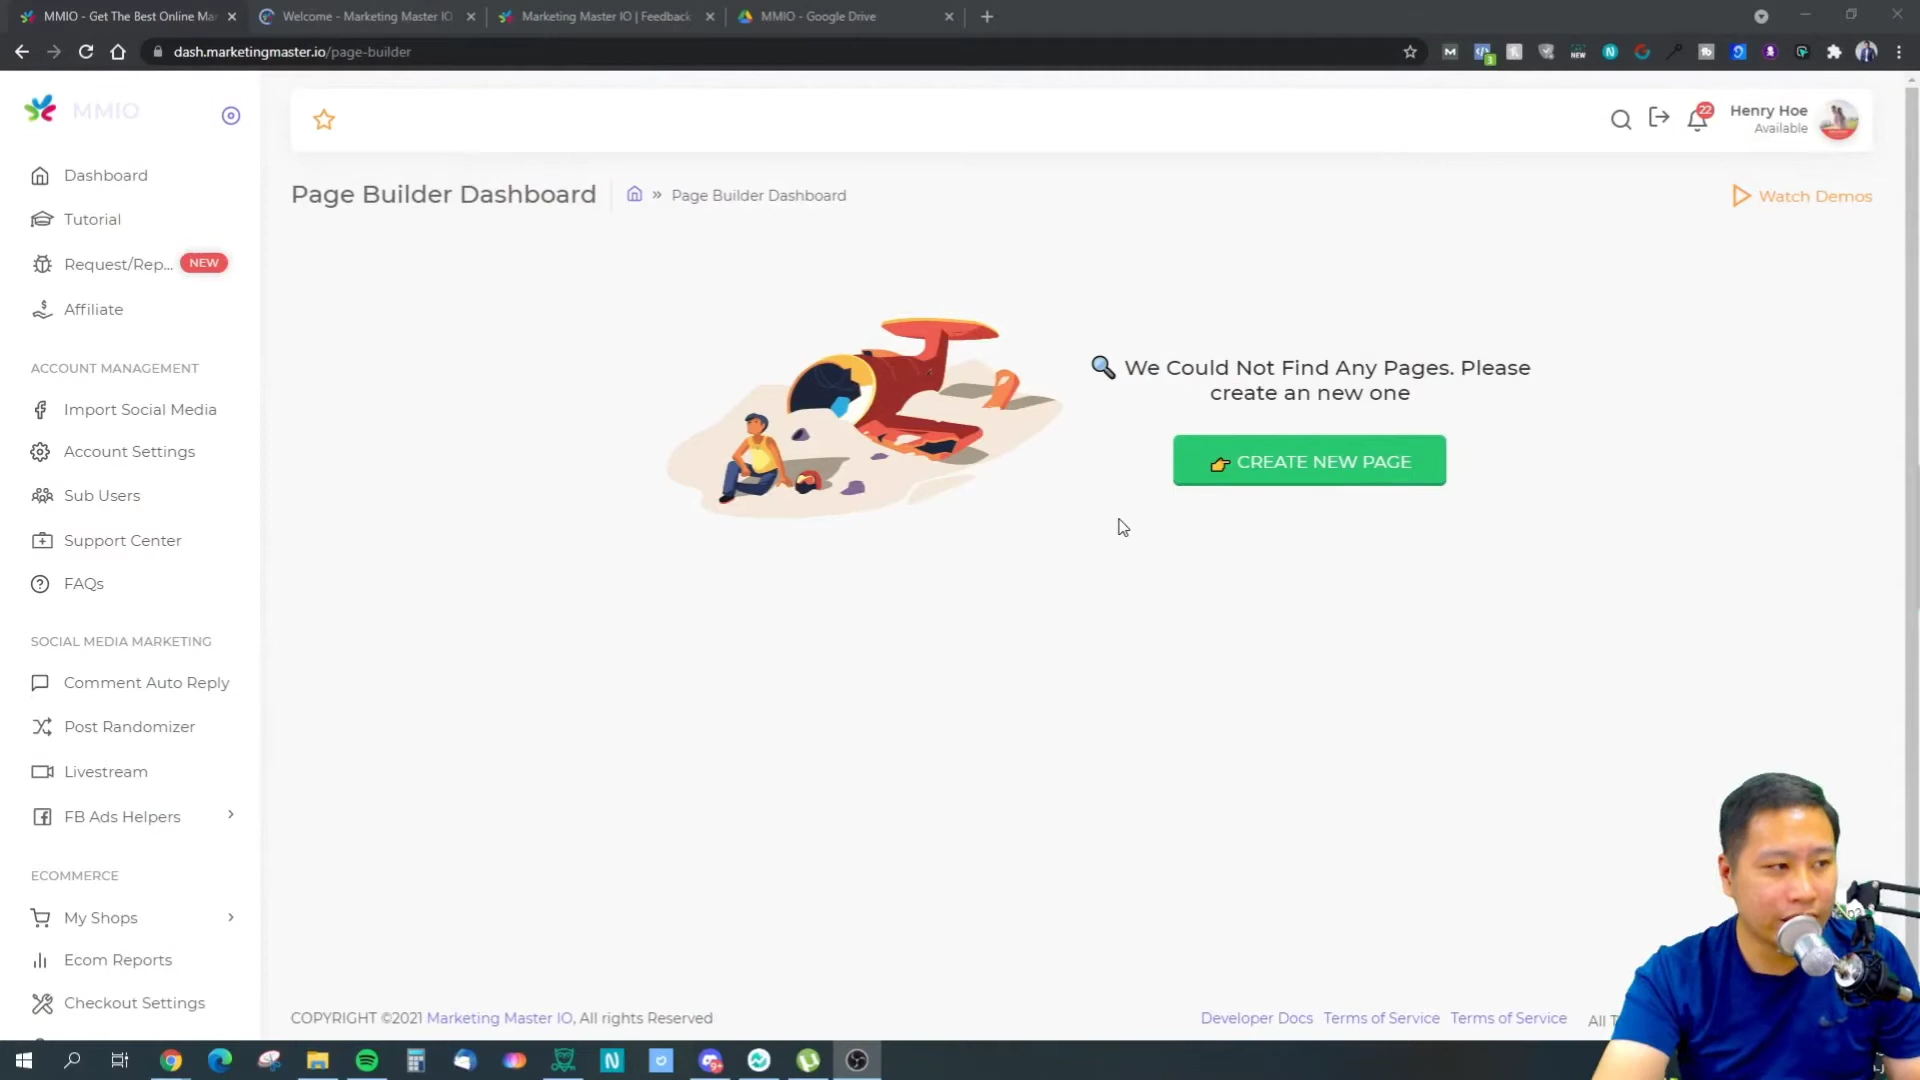 MMIO - Get The Best Online Mar
Welcome - Marketing Master IO
Marketing Master IO | Feedback
MMIO - Google Drive
dash.marketingmaster.io/page-builder
MMIO
22
Henry Hoe
Available
Dashboard
Tutorial
Request/Rep... NEW
Affiliate
ACCOUNT MANAGEMENT
Import Social Media
Account Settings
Sub Users
Support Center
FAQs
SOCIAL MEDIA MARKETING
Comment Auto Reply
Post Randomizer
Livestream
FB Ads Helpers
ECOMMERCE
My Shops
Ecom Reports
Checkout Settings
Page Builder Dashboard
» Page Builder Dashboard
Watch Demos
We Could Not Find Any Pages. Please
create an new one
CREATE NEW PAGE
COPYRIGHT ©2021 Marketing Master IO, All rights Reserved
Developer Docs Terms of Service Terms of Service All T